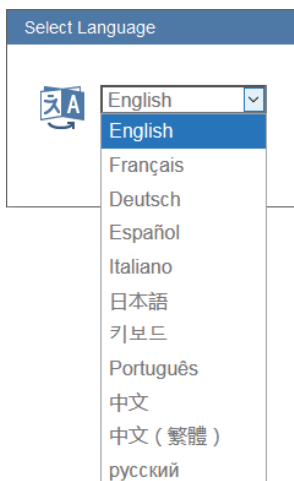 Select Language
English
English
Français
Deutsch
Español
Italiano
日本語
키보드
Português
中文
中文 ( 繁體 )
русский